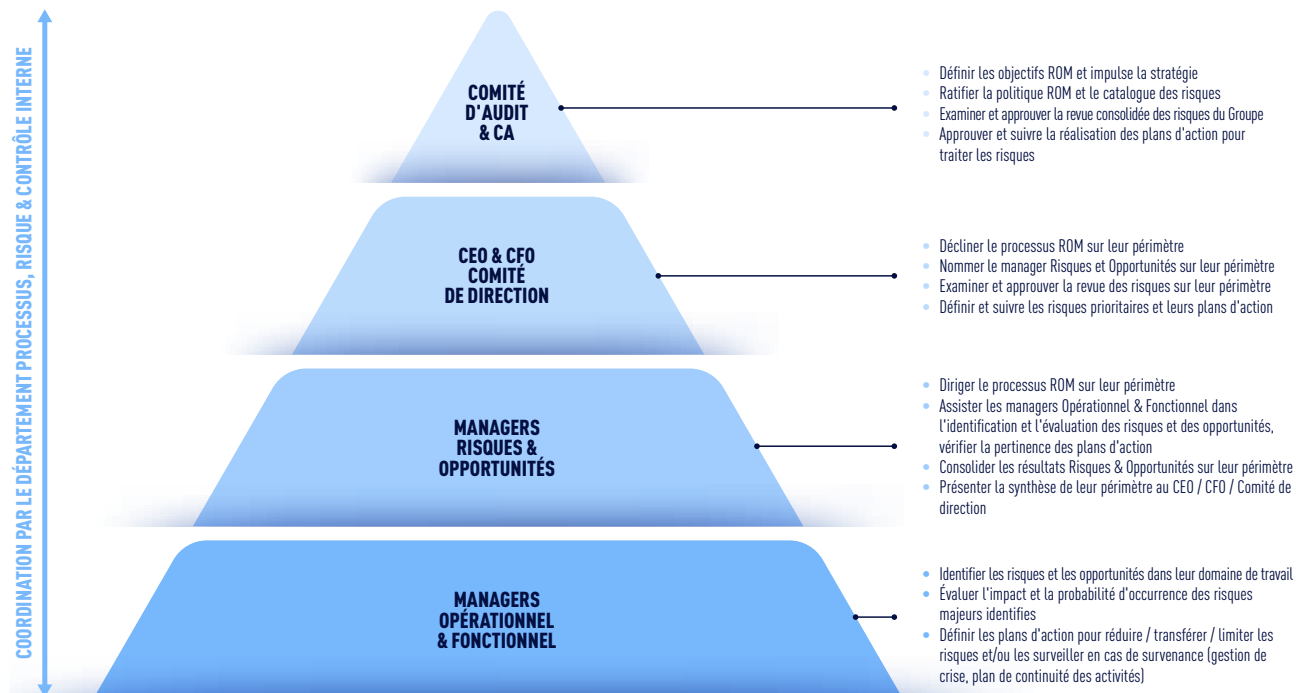 COORDINATION PAR LE DÉPARTEMENT PROCESSUS, RISQUE & CONTRÔLE INTERNE
COMITÉ
D'AUDIT
& CA
Définir les objectifs ROM et impulse la stratégie
Ratifier la politique ROM et le catalogue des risques
Examiner et approuver la revue consolidée des risques du Groupe
Approuver et suivre la réalisation des plans d'action pour
traiter les risques
CEO & CFO
COMITÉ
DE DIRECTION
Décliner le processus ROM sur leur périmètre
Nommer le manager Risques et Opportunités sur leur périmètre
Examiner et approuver la revue des risques sur leur périmètre
Définir et suivre les risques prioritaires et leurs plans d'action
MANAGERS
RISQUES &
OPPORTUNITÉS
Diriger le processus ROM sur leur périmètre
Assister les managers Opérationnel & Fonctionnel dans
l'identification et l'évaluation des risques et des opportunités,
vérifier la pertinence des plans d'action
Consolider les résultats Risques & Opportunités sur leur périmètre
Présenter la synthèse de leur périmètre au CEO / CFO / Comité de
direction
MANAGERS
OPÉRATIONNEL
& FONCTIONNEL
Identifier les risques et les opportunités dans leur domaine de travail
Évaluer l'impact et la probabilité d'occurrence des risques
majeurs identifies
Définir les plans d'action pour réduire / transférer / limiter les
risques et/ou les surveiller en cas de survenance (gestion de
crise, plan de continuité des activités)